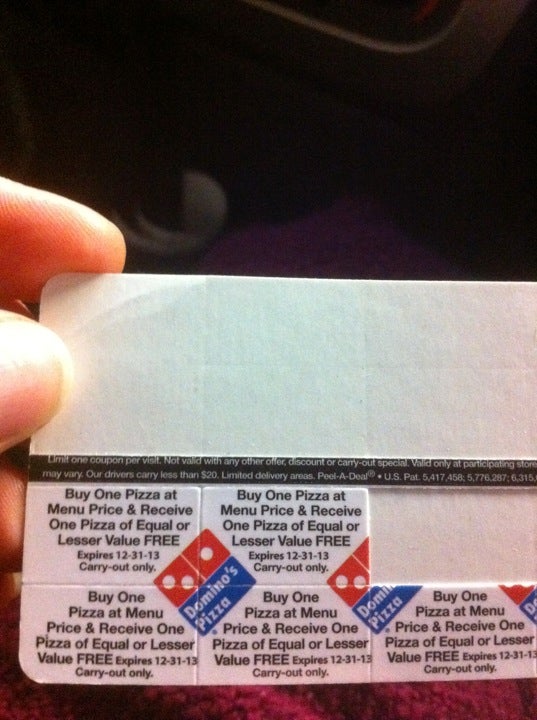 Limit one coupon per visit. Not valid with any other offer, discount or carry-out special. Valid only at participating store
may vary. Our drivers carry less than $20. Limited delivery areas. Peel-A-Deal® • U.S. Pat. 5,417,458; 5,776,287; 6,315,
Buy One Pizza at
Menu Price & Receive
One Pizza of Equal or
Lesser Value FREE
Expires 12-31-13
Carry-out only.
Buy One Pizza at
Menu Price & Receive
One Pizza of Equal or
Lesser Value FREE
Expires 12-31-13
Carry-out only.
Domino's
Pizza
Domin
Pizza
Buy One
Pizza at Menu
Price & Receive One
Pizza of Equal or Lesser
Value FREE Expires 12-31-13
Carry-out only.
Buy One
Pizza at Menu
Price & Receive One
Pizza of Equal or Lesser
Value FREE Expires 12-31-13
Carry-out only.
Buy One
Pizza at Menu
Price & Receive One
Pizza of Equal or Lesser
Value FREE Expires 12-31-13
Carry-out only.